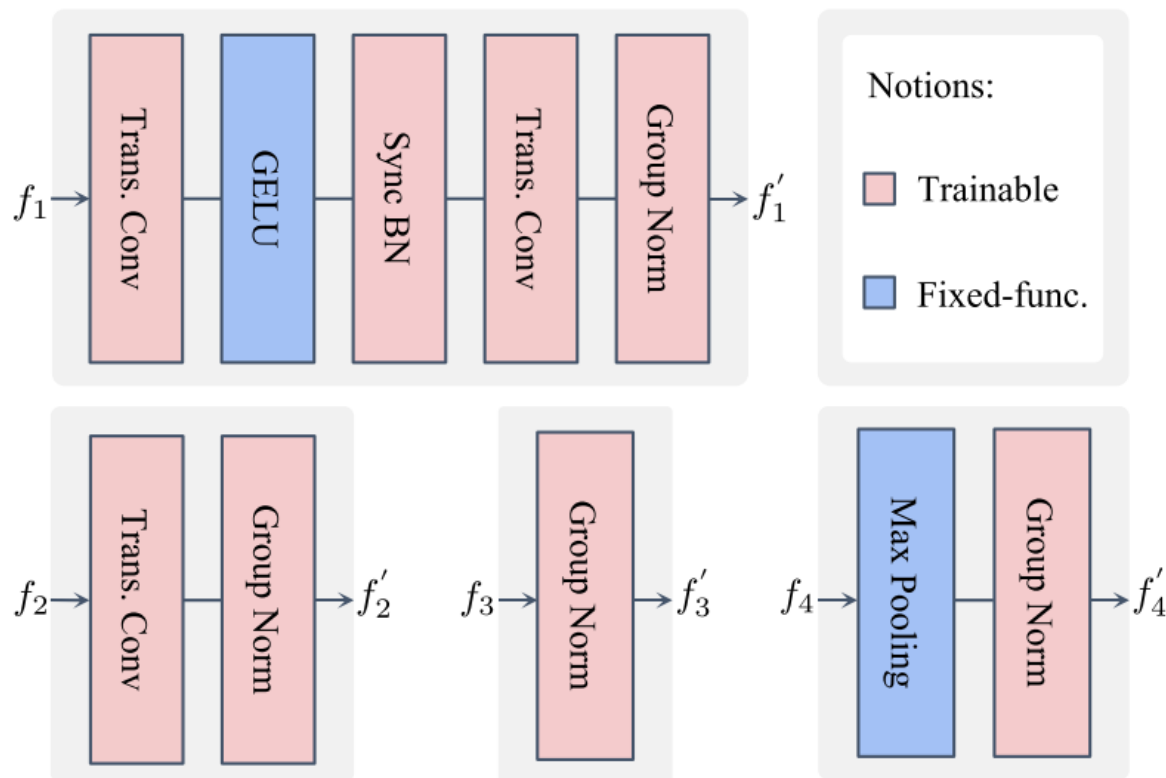 f₁
Trans. Conv
GELU
Sync BN
Trans. Conv
Group Norm
f₁′
Notions:
Trainable
Fixed-func.
f₂
Trans. Conv
Group Norm
f₂′
f₃
Group Norm
f₃′
f₄
Max Pooling
Group Norm
f₄′